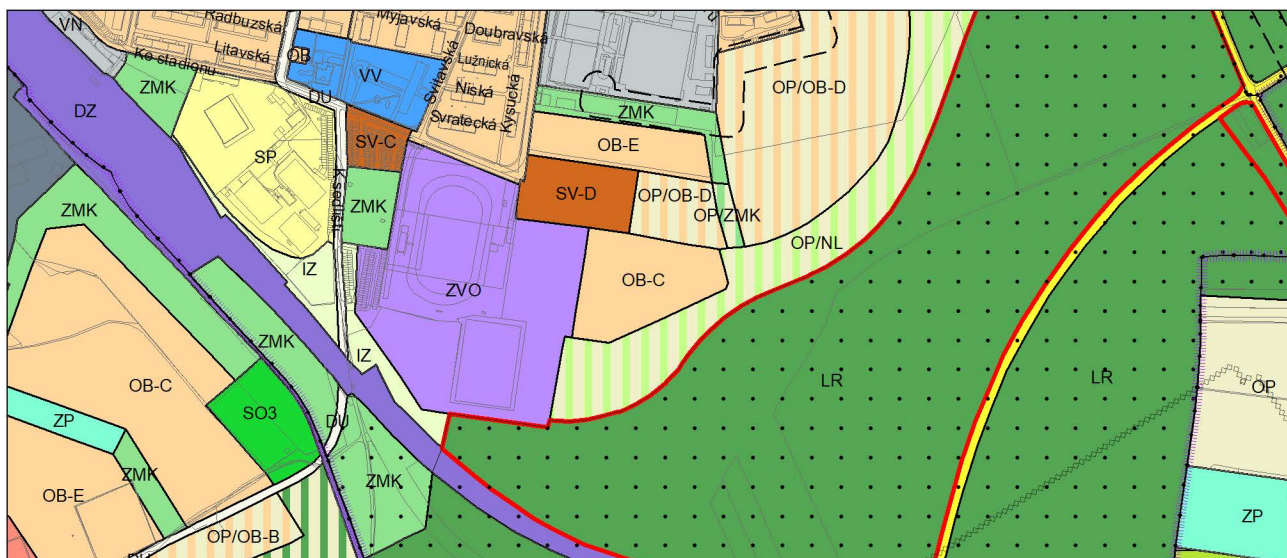 VN
Radbuzská
Myjavská
Doubravská
Litavská
OB
Lužnická
Ke stadionu
VV
Svitavská
Niská
ZMK
DU
Svratecká
Kysucká
OP/OB-D
DZ
ZMK
SV-C
OB-E
SP
K sedlišti
ZMK
SV-D
OP/OB-D
OP/ZMK
ZMK
OP/NL
IZ
ZVO
OB-C
ZMK
IZ
OB-C
LR
LR
OP
SO3
ZP
DU
ZMK
ZMK
OB-E
ZP
OP/OB-B